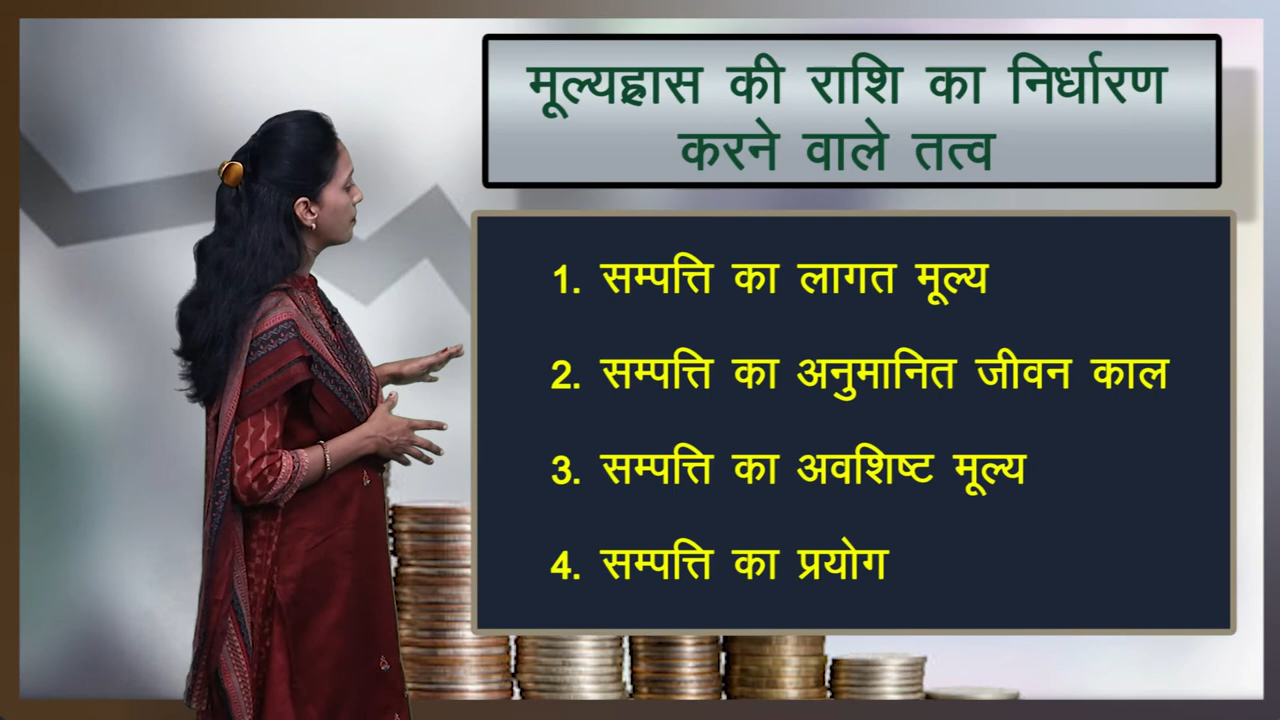 मूल्यह्रास की राशि का निर्धारण
करने वाले तत्व
1. सम्पत्ति का लागत मूल्य
2. सम्पत्ति का अनुमानित जीवन काल
3. सम्पत्ति का अवशिष्ट मूल्य
4. सम्पत्ति का प्रयोग